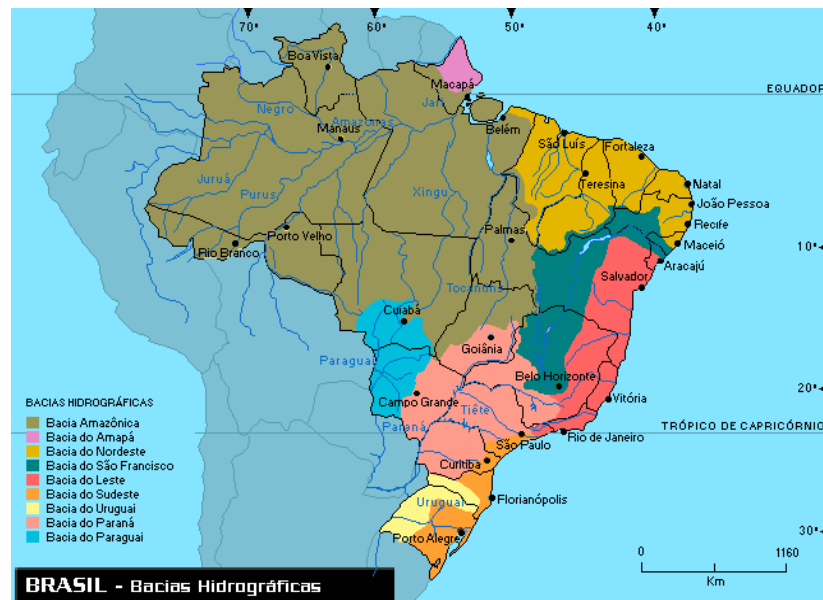 70° 60° 50° 40°
Boa Vista
Macapá
EQUADOR
Negro
Jari
Amazonas
Manaus
Belém
São Luís
Fortaleza
Juruá
Purus
Xingu
Teresina
Natal
João Pessoa
Recife
Porto Velho
Palmas
Maceió
10°
Rio Branco
Aracajú
Salvador
Tocantins
Cuiabá
Goiânia
Paraguai
Belo Horizonte
20°
Campo Grande
Vitória
Tiête
Paraná
TRÓPICO DE CAPRICÓRNIO
Rio de Janeiro
São Paulo
Curitiba
Uruguai
Florianópolis
Porto Alegre
30°
BACIAS HIDROGRÁFICAS
Bacia Amazônica
Bacia do Amapá
Bacia do Nordeste
Bacia do São Francisco
Bacia do Leste
Bacia do Sudeste
Bacia do Uruguai
Bacia do Paraná
Bacia do Paraguai
0 1160
Km
BRASIL - Bacias Hidrográficas